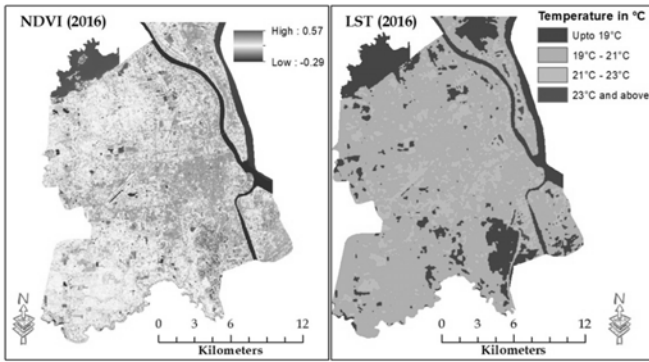 NDVI (2016)
High : 0.57
Low : -0.29
N
0 3 6 12
Kilometers
LST (2016)
Temperature in °C
Upto 19°C
19°C - 21°C
21°C - 23°C
23°C and above
N
0 3 6 12
Kilometers